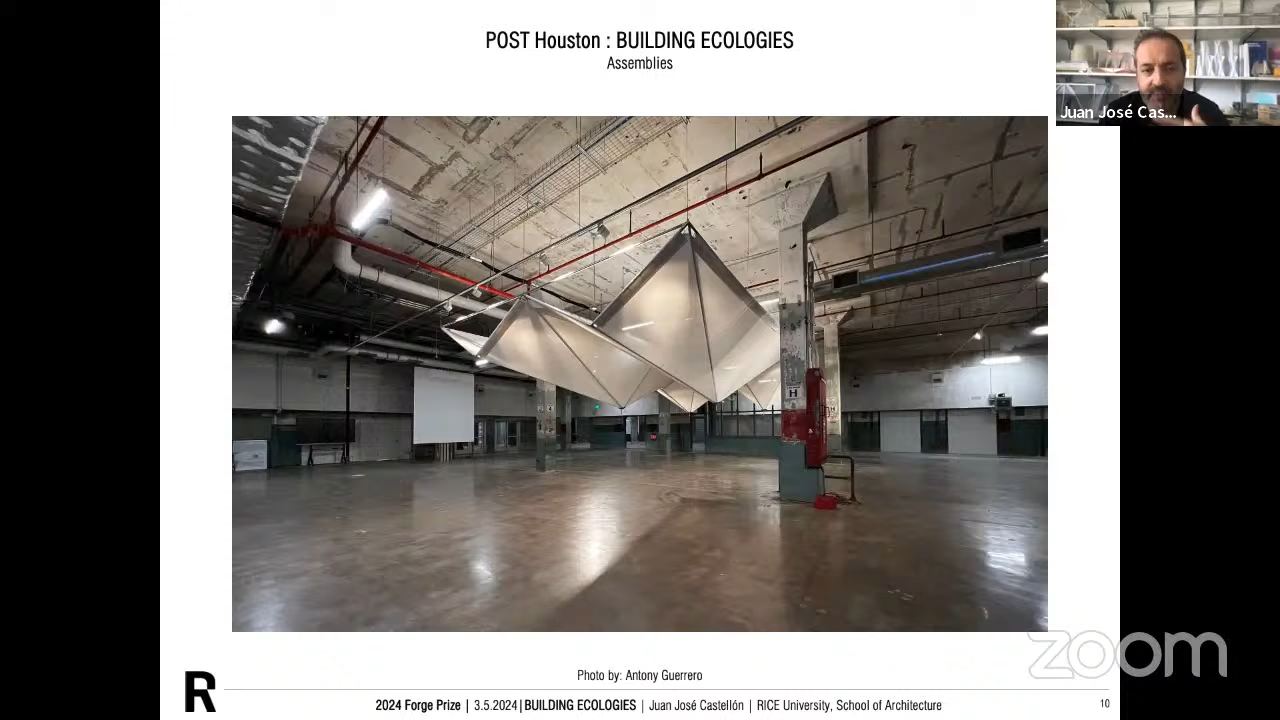 POST Houston : BUILDING ECOLOGIES
Assemblies
Juan José Cas...
H
Photo by: Antony Guerrero
zoom
R
2024 Forge Prize | 3.5.2024 | BUILDING ECOLOGIES | Juan José Castellón | RICE University, School of Architecture
10